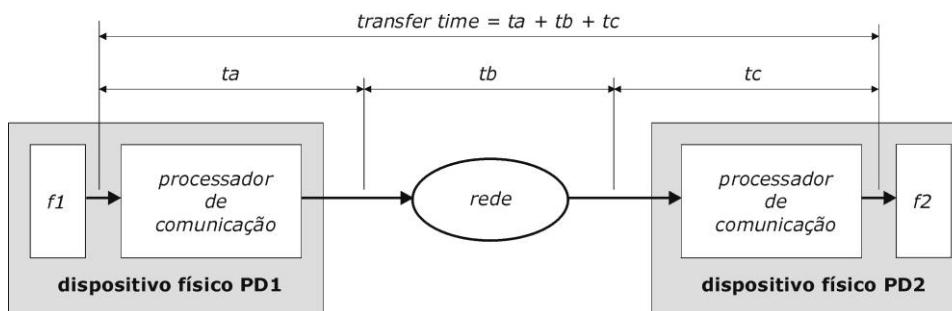 transfer time = ta + tb + tc
ta
tb
tc
f1
processador
de
comunicação
rede
processador
de
comunicação
f2
dispositivo físico PD1
dispositivo físico PD2